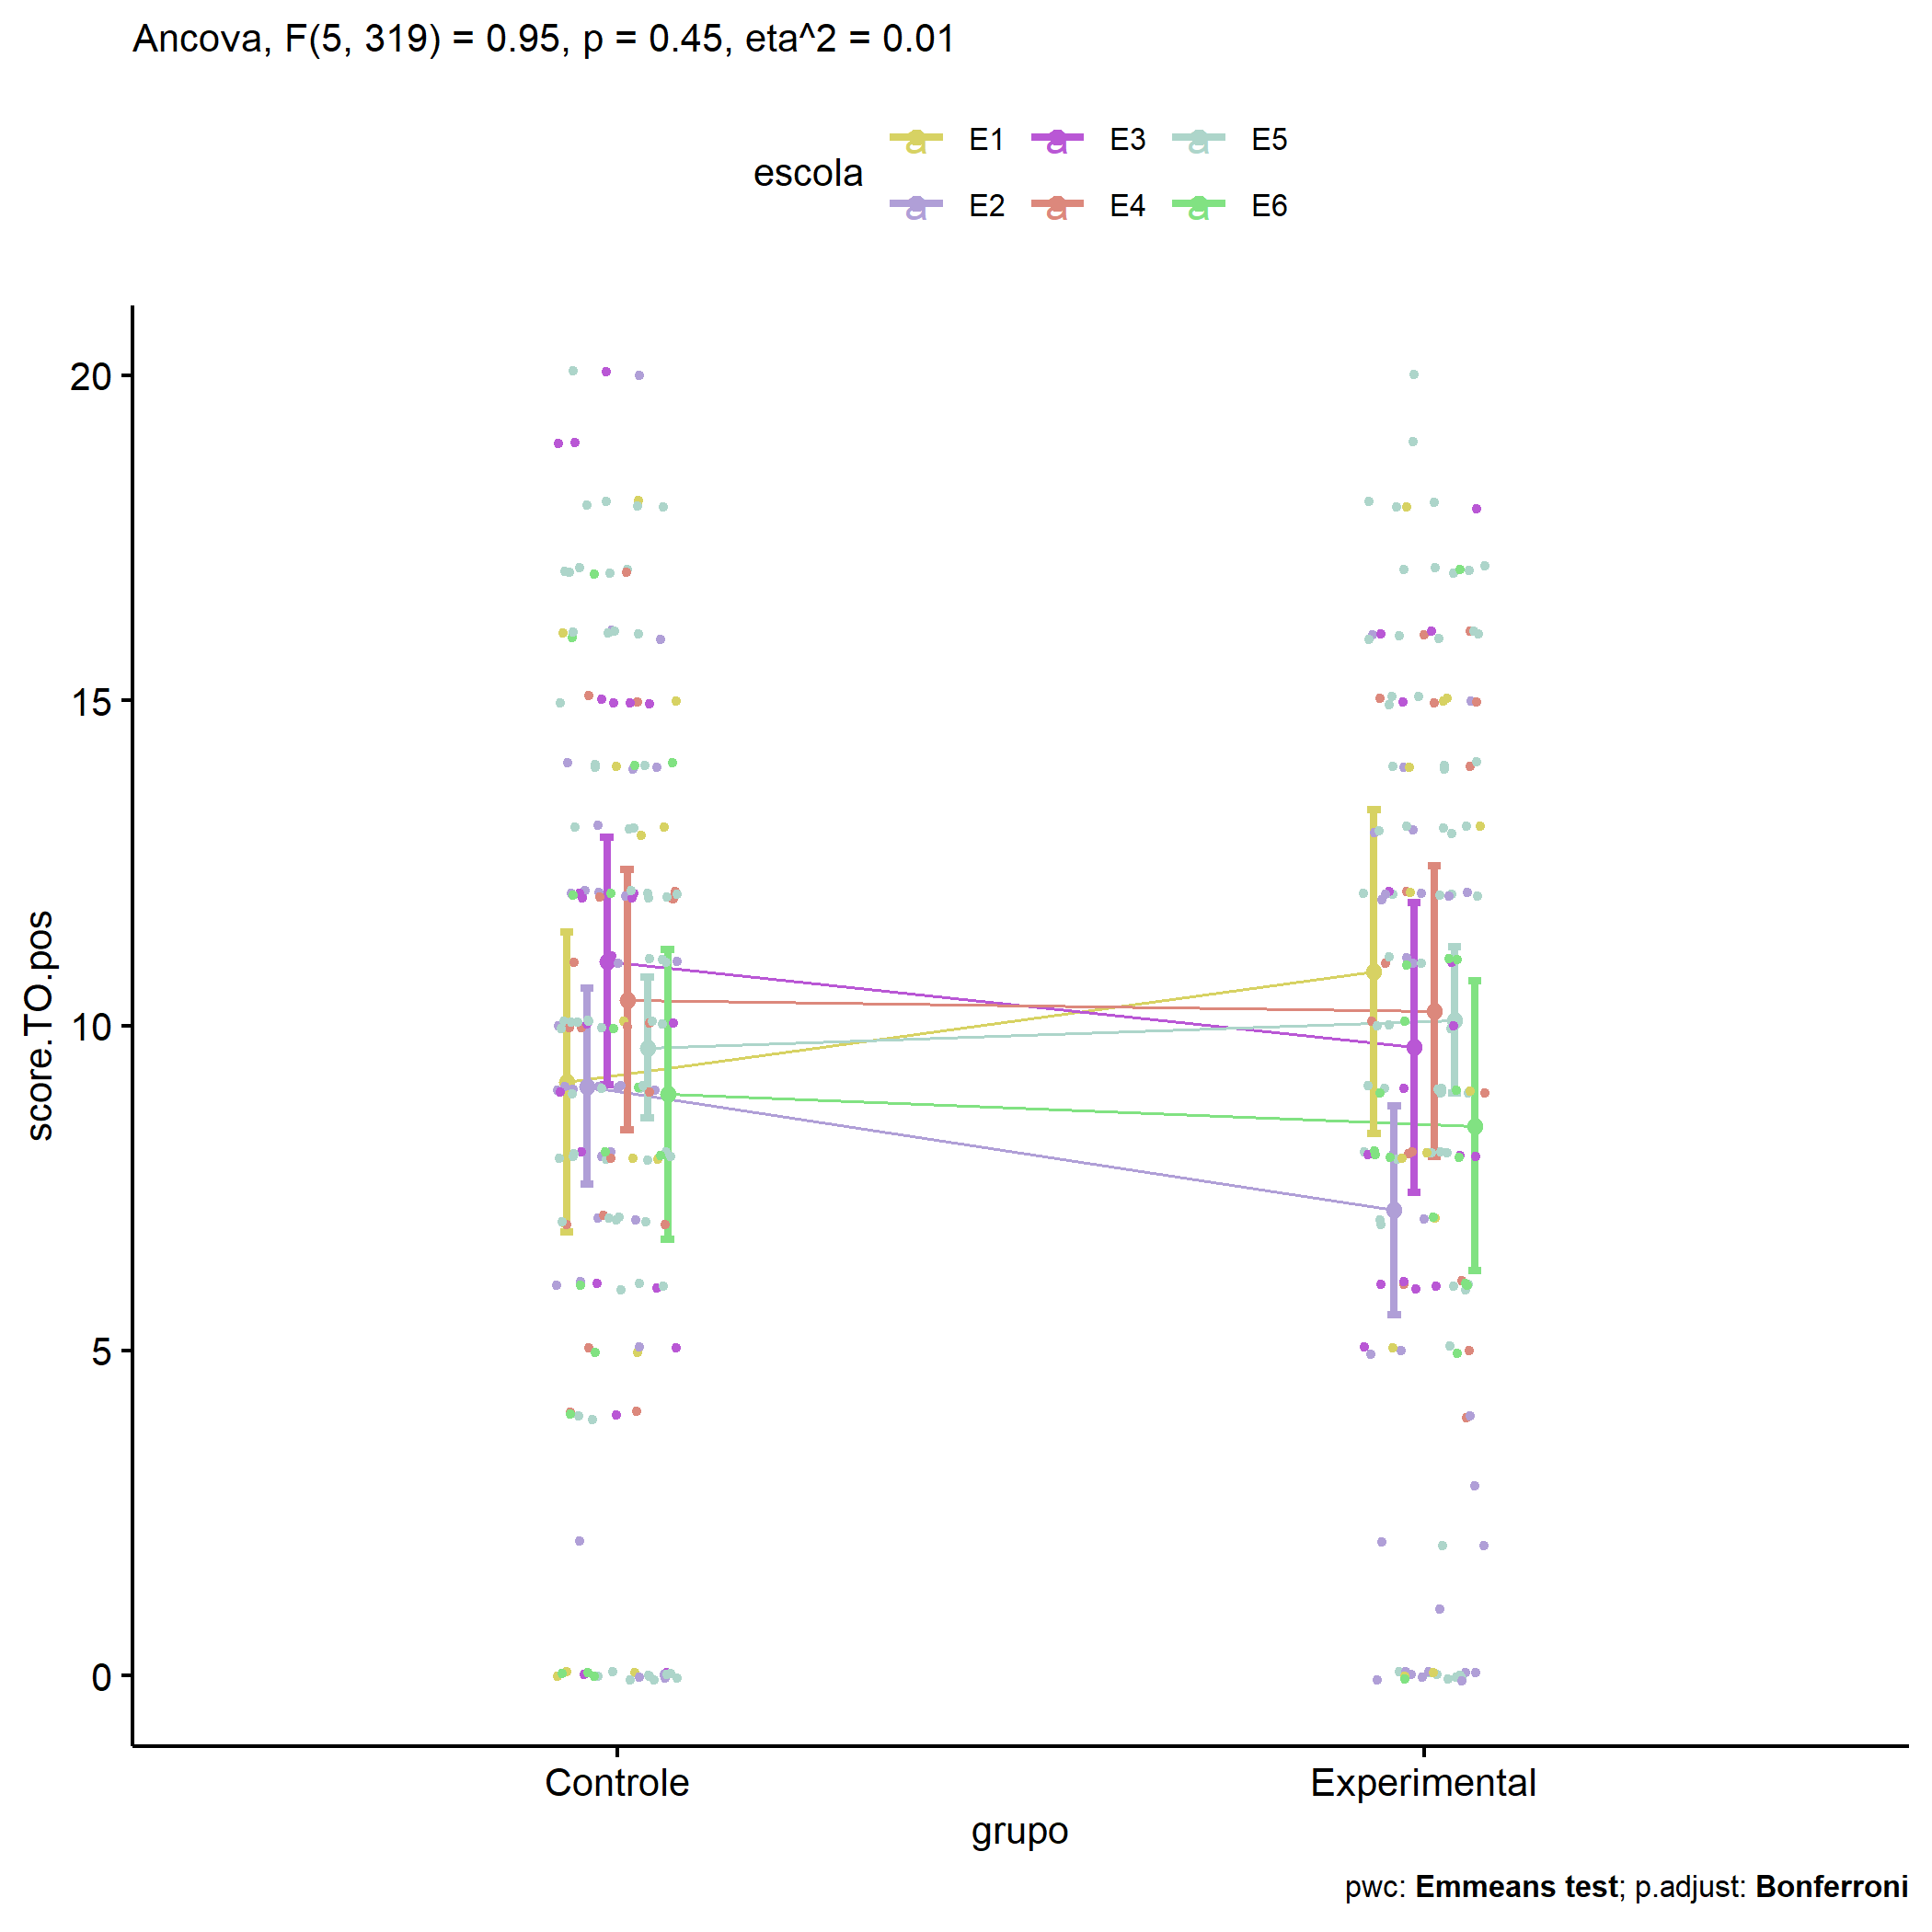 Ancova, F(5, 319) = 0.95, p = 0.45, eta^2 = 0.01
escola
a E1 a E3 a E5
a E2 a E4 a E6
score.TO.pos
20
15
10
5
0
Controle Experimental
grupo
pwc: Emmeans test; p.adjust: Bonferroni